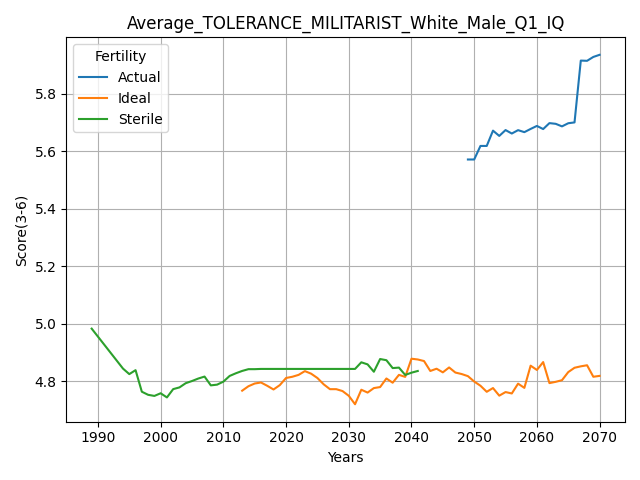 Average_TOLERANCE_MILITARIST_White_Male_Q1_IQ
Fertility
Actual
Ideal
Sterile
Score(3-6)
5.8
5.6
5.4
5.2
5.0
4.8
1990 2000 2010 2020 2030 2040 2050 2060 2070
Years